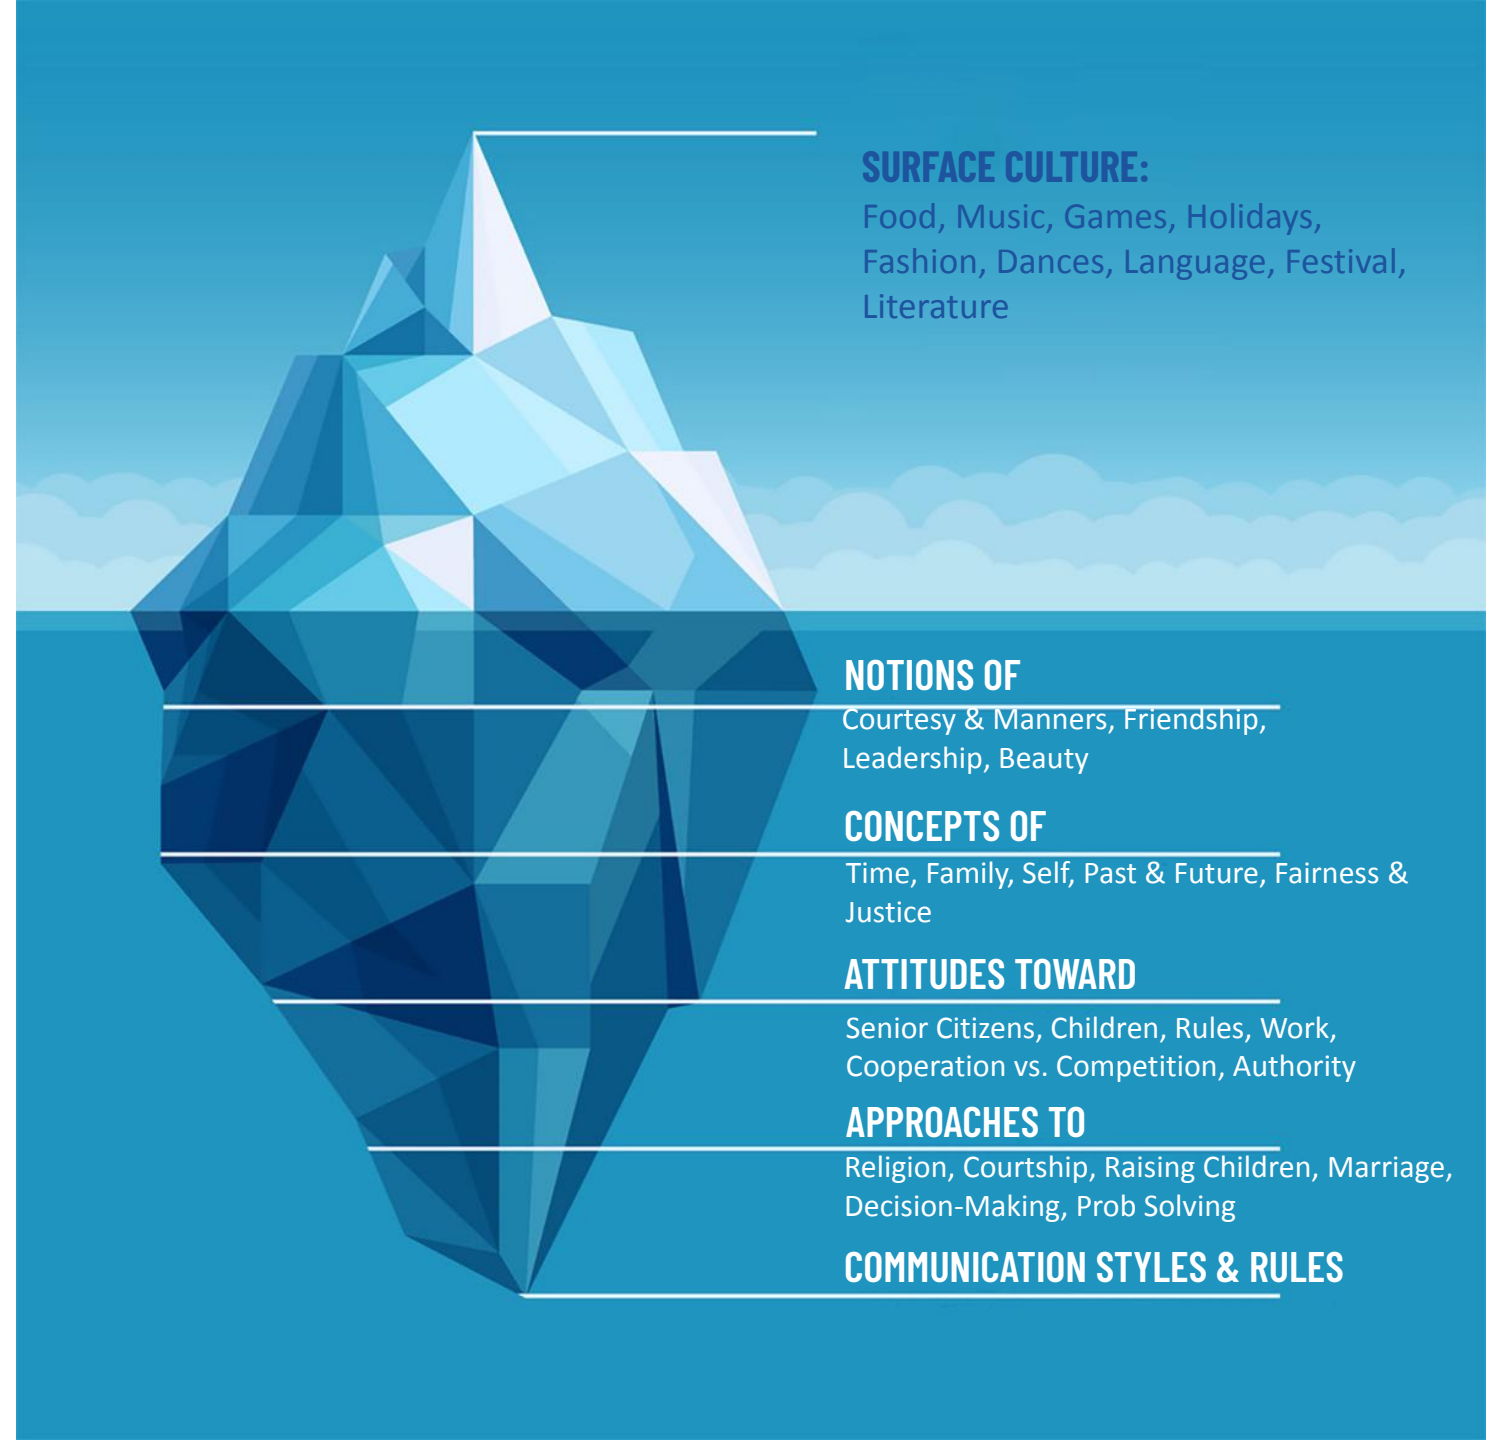 SURFACE CULTURE:
Food, Music, Games, Holidays,
Fashion, Dances, Language, Festival,
Literature
NOTIONS OF
Courtesy & Manners, Friendship,
Leadership, Beauty
CONCEPTS OF
Time, Family, Self, Past & Future, Fairness &
Justice
ATTITUDES TOWARD
Senior Citizens, Children, Rules, Work,
Cooperation vs. Competition, Authority
APPROACHES TO
Religion, Courtship, Raising Children, Marriage,
Decision-Making, Prob Solving
COMMUNICATION STYLES & RULES